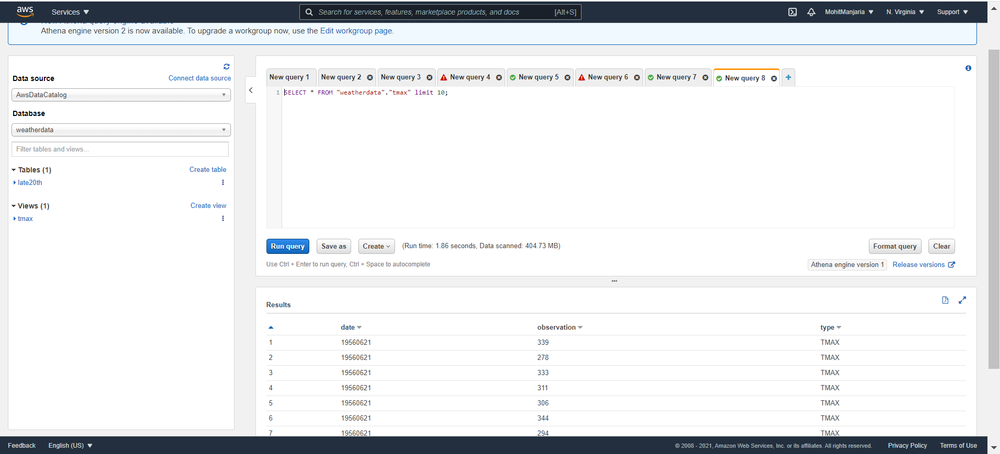 aws Services Search for services, features, marketplace products, and docs [Alt+S] MohitManjaria N. Virginia Support
Athena engine version 2 is now available. To upgrade a workgroup now, use the Edit workgroup page.
Data source Connect data source
AwsDataCatalog
Database
weatherdata
Filter tables and views...
Tables (1) Create table
late20th
Views (1) Create view
tmax
New query 1 New query 2 New query 3 New query 4 New query 5 New query 6 New query 7 New query 8 +
1 SELECT * FROM "weatherdata"."tmax" limit 10;
Run query Save as Create (Run time: 1.86 seconds, Data scanned: 404.73 MB) Format query Clear
Use Ctrl + Enter to run query, Ctrl + Space to autocomplete Athena engine version 1 Release versions
Results
date observation type
1 19560621 339 TMAX
2 19560621 278 TMAX
3 19560621 333 TMAX
4 19560621 311 TMAX
5 19560621 306 TMAX
6 19560621 344 TMAX
7 19560621 294 TMAX
Feedback English (US) © 2008 - 2021, Amazon Web Services, Inc. or its affiliates. All rights reserved. Privacy Policy Terms of Use